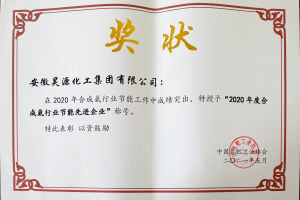 奖状
安徽昊源化工集团有限公司：
在2020年合成氨行业节能工作中成绩突出，特授予“2020年度合
成氨行业节能先进企业”称号。
特此表彰 以资鼓励
中国氮肥工业协会
二〇二一年五月